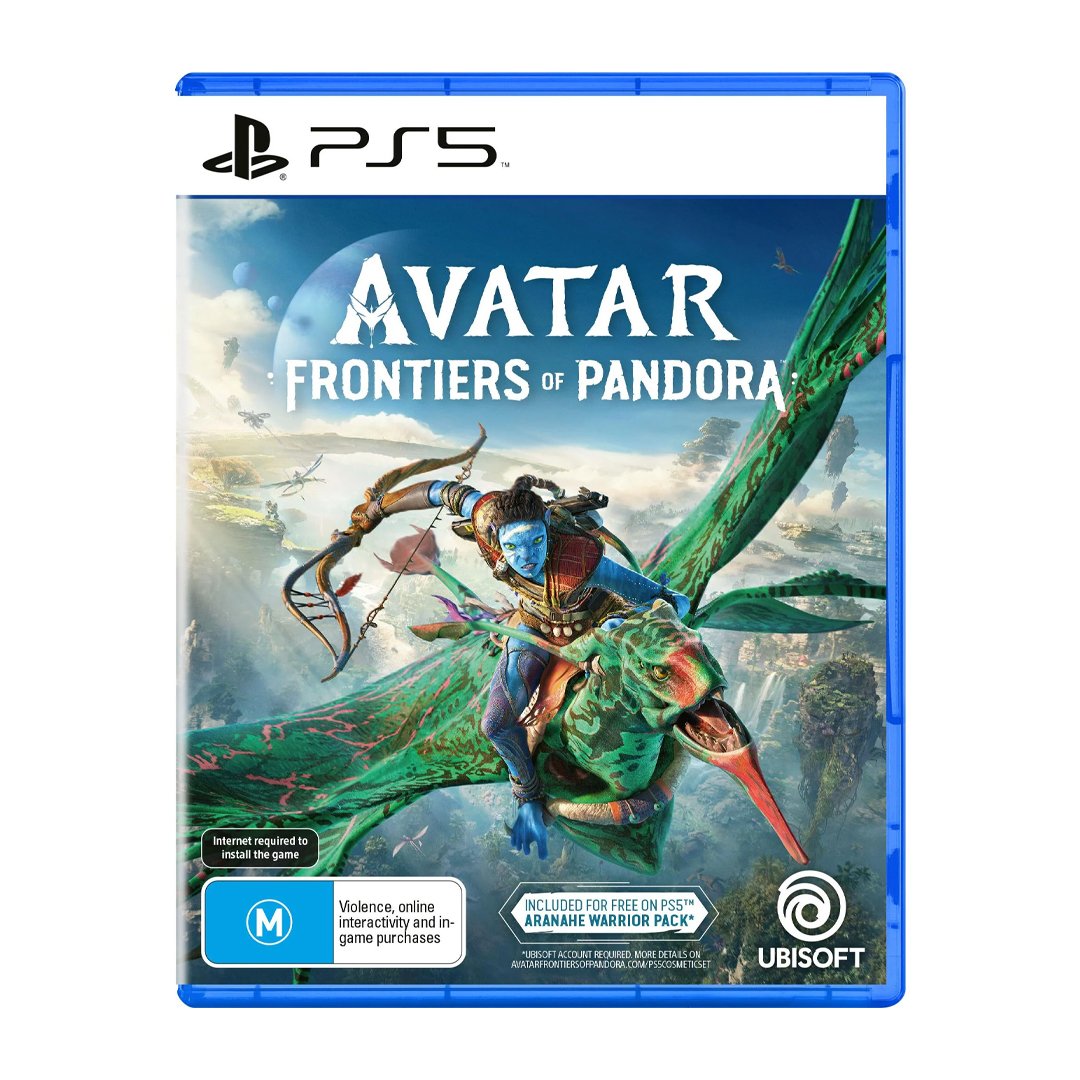 PS5™
AVATAR
FRONTIERS OF PANDORA
Internet required to
install the game
M
Violence, online
interactivity and in-
game purchases
INCLUDED FOR FREE ON PS5™
ARANAHE WARRIOR PACK*
*UBISOFT ACCOUNT REQUIRED. MORE DETAILS ON
AVATARFRONTIERSOFPANDORA.COM/PS5COSMETICSET
UBISOFT